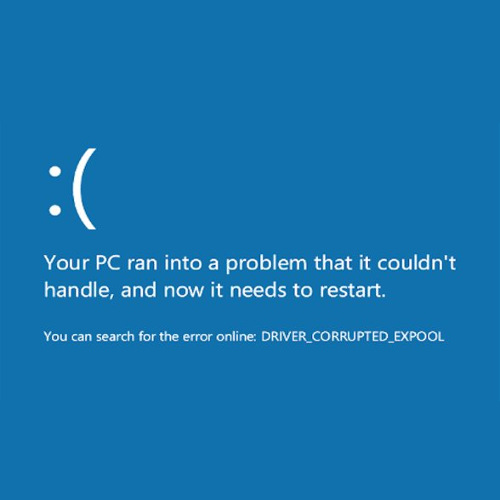 :(
Your PC ran into a problem that it couldn't
handle, and now it needs to restart.
You can search for the error online: DRIVER_CORRUPTED_EXPOOL